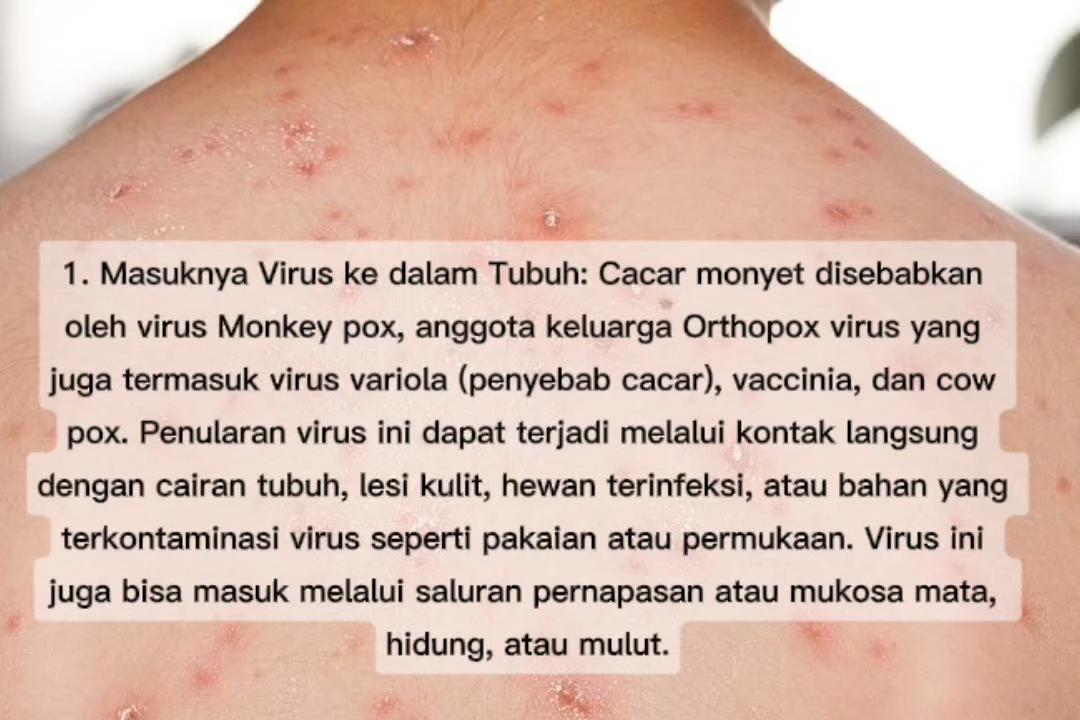 1. Masuknya Virus ke dalam Tubuh: Cacar monyet disebabkan
oleh virus Monkey pox, anggota keluarga Orthopox virus yang
juga termasuk virus variola (penyebab cacar), vaccinia, dan cow
pox. Penularan virus ini dapat terjadi melalui kontak langsung
dengan cairan tubuh, lesi kulit, hewan terinfeksi, atau bahan yang
terkontaminasi virus seperti pakaian atau permukaan. Virus ini
juga bisa masuk melalui saluran pernapasan atau mukosa mata,
hidung, atau mulut.